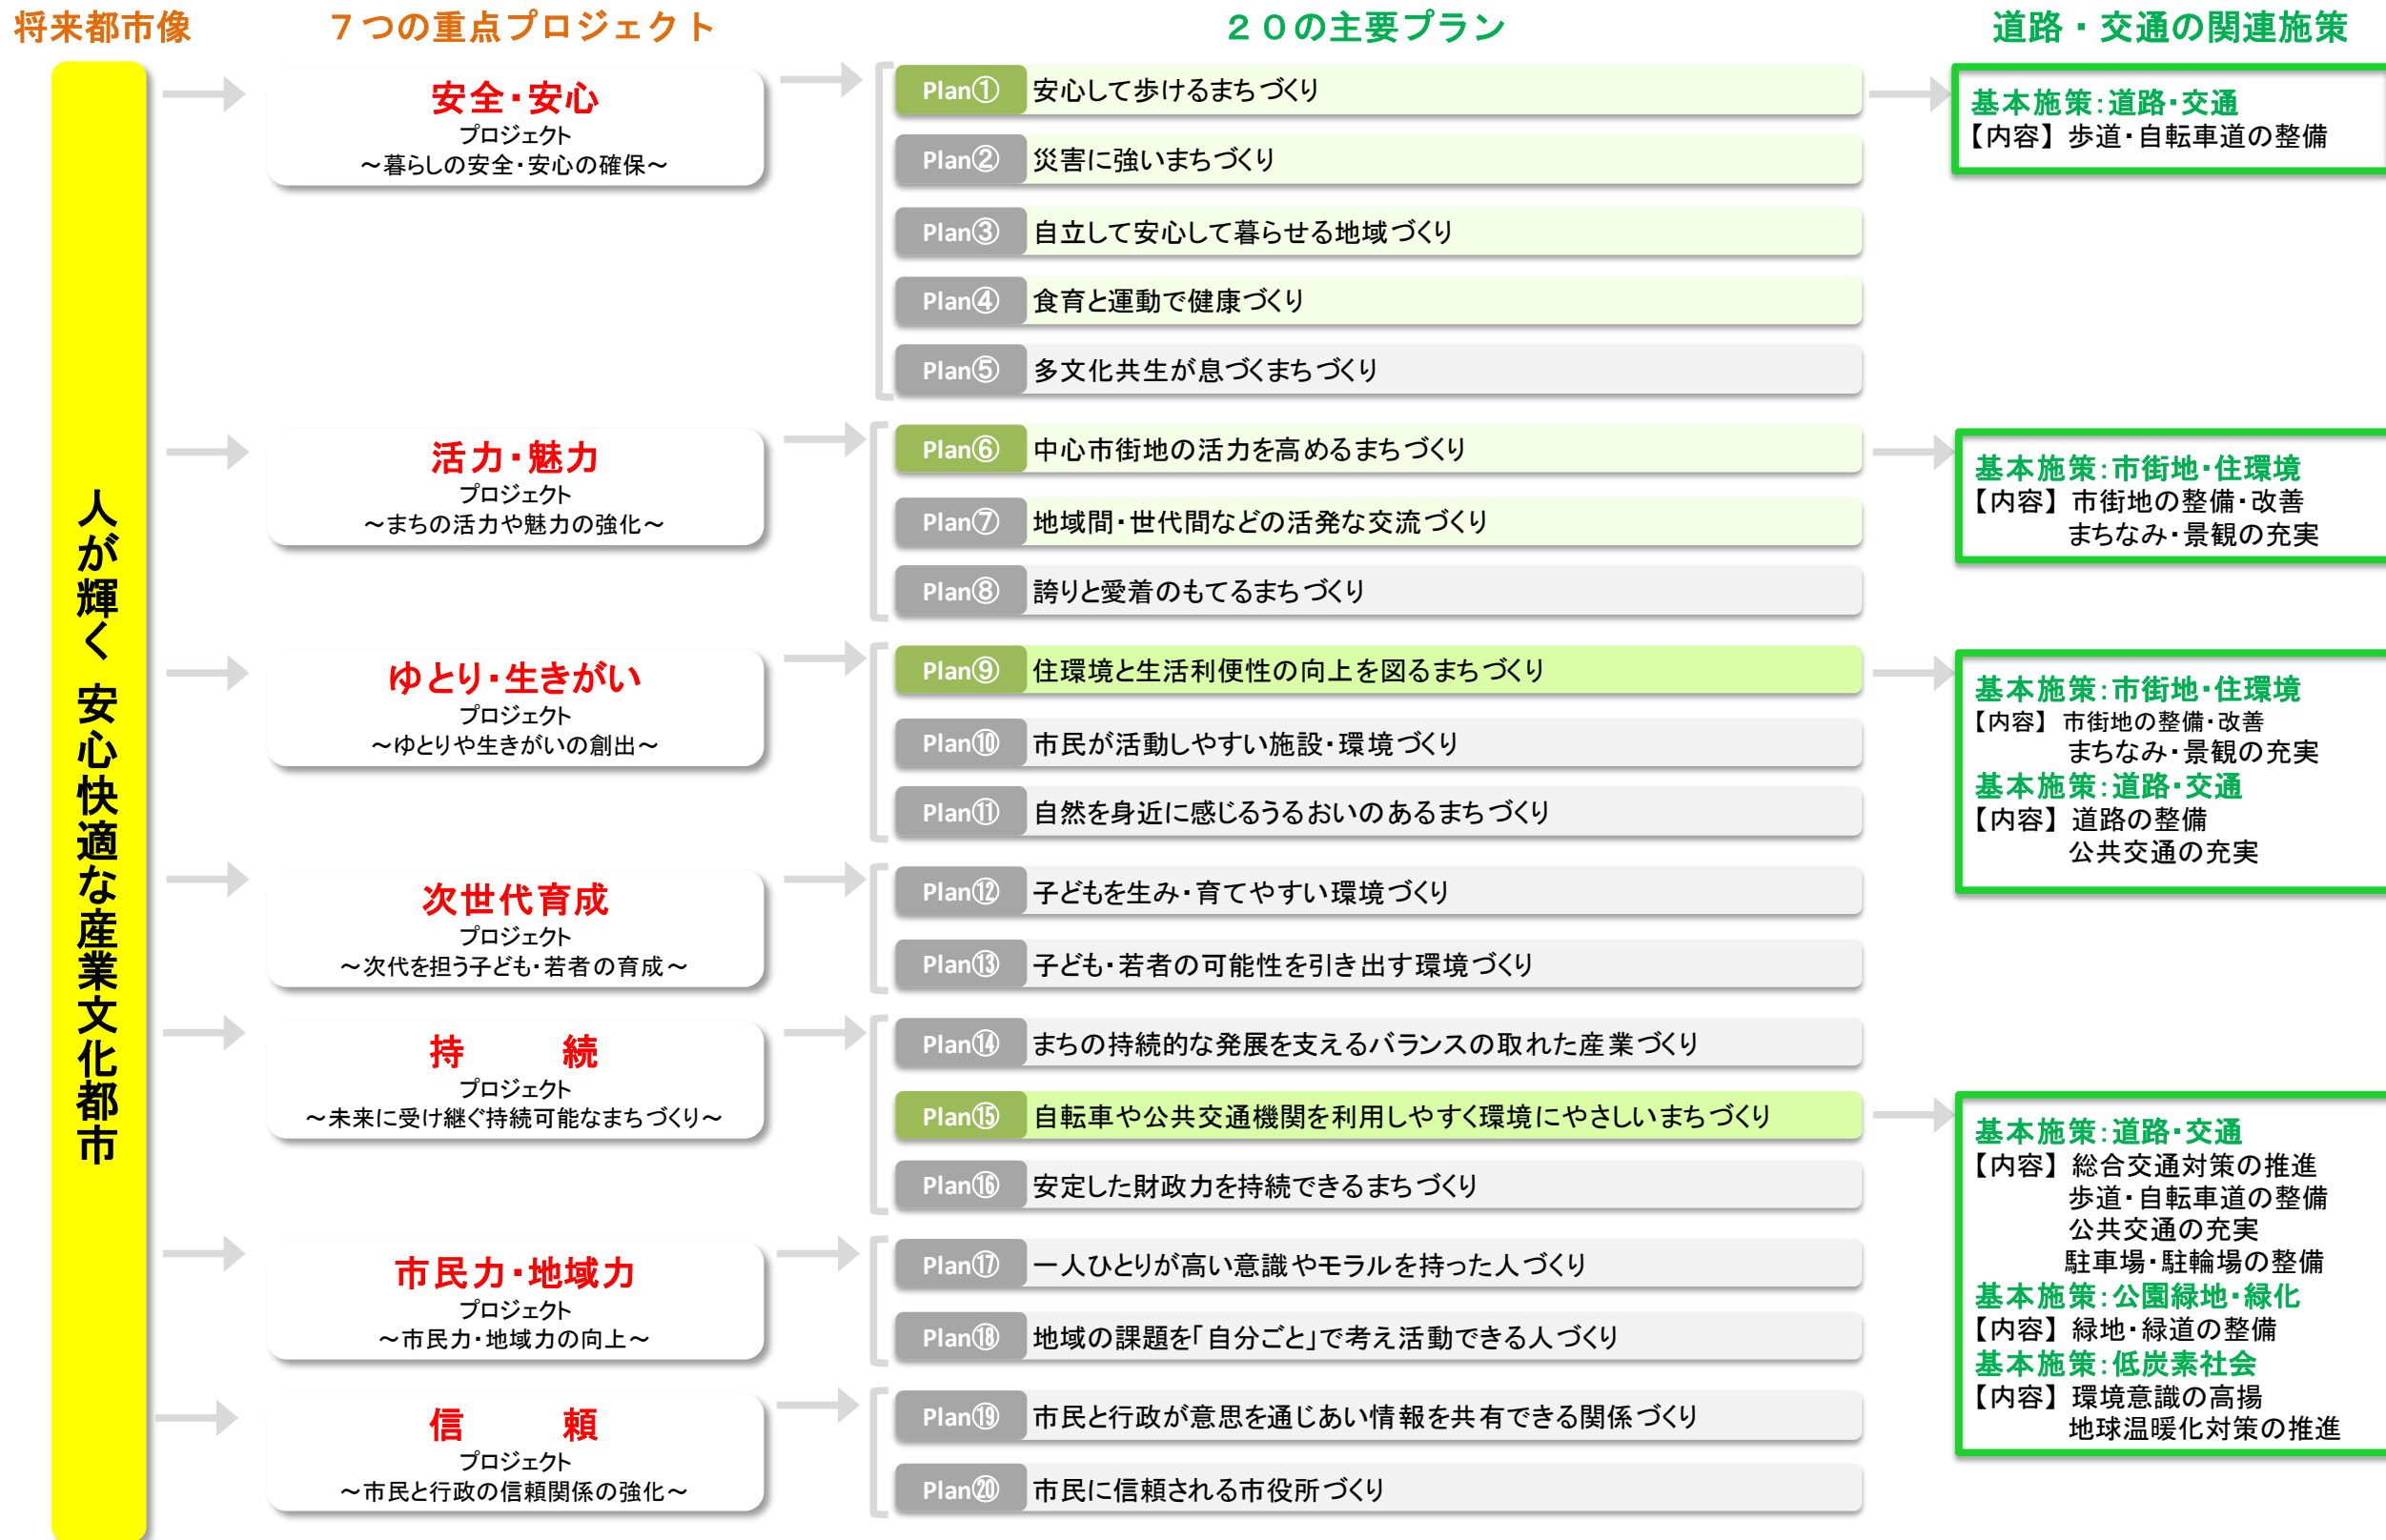 将来都市像
７つの重点プロジェクト
２０の主要プラン
道路・交通の関連施策
人が輝く 安心快適な産業文化都市
安全・安心
プロジェクト
～暮らしの安全・安心の確保～
Plan① 安心して歩けるまちづくり
Plan② 災害に強いまちづくり
Plan③ 自立して安心して暮らせる地域づくり
Plan④ 食育と運動で健康づくり
Plan⑤ 多文化共生が息づくまちづくり
基本施策：道路・交通
【内容】歩道・自転車道の整備
活力・魅力
プロジェクト
～まちの活力や魅力の強化～
Plan⑥ 中心市街地の活力を高めるまちづくり
Plan⑦ 地域間・世代間などの活発な交流づくり
Plan⑧ 誇りと愛着のもてるまちづくり
基本施策：市街地・住環境
【内容】市街地の整備・改善
まちなみ・景観の充実
ゆとり・生きがい
プロジェクト
～ゆとりや生きがいの創出～
Plan⑨ 住環境と生活利便性の向上を図るまちづくり
Plan⑩ 市民が活動しやすい施設・環境づくり
Plan⑪ 自然を身近に感じるうるおいのあるまちづくり
基本施策：市街地・住環境
【内容】市街地の整備・改善
まちなみ・景観の充実
基本施策：道路・交通
【内容】道路の整備
公共交通の充実
次世代育成
プロジェクト
～次代を担う子ども・若者の育成～
Plan⑫ 子どもを生み・育てやすい環境づくり
Plan⑬ 子ども・若者の可能性を引き出す環境づくり
持 続
プロジェクト
～未来に受け継ぐ持続可能なまちづくり～
Plan⑭ まちの持続的な発展を支えるバランスの取れた産業づくり
Plan⑮ 自転車や公共交通機関を利用しやすく環境にやさしいまちづくり
Plan⑯ 安定した財政力を持続できるまちづくり
基本施策：道路・交通
【内容】総合交通対策の推進
歩道・自転車道の整備
公共交通の充実
駐車場・駐輪場の整備
基本施策：公園緑地・緑化
【内容】緑地・緑道の整備
基本施策：低炭素社会
【内容】環境意識の高揚
地球温暖化対策の推進
市民力・地域力
プロジェクト
～市民力・地域力の向上～
Plan⑰ 一人ひとりが高い意識やモラルを持った人づくり
Plan⑱ 地域の課題を「自分ごと」で考え活動できる人づくり
信 頼
プロジェクト
～市民と行政の信頼関係の強化～
Plan⑲ 市民と行政が意思を通じあい情報を共有できる関係づくり
Plan⑳ 市民に信頼される市役所づくり